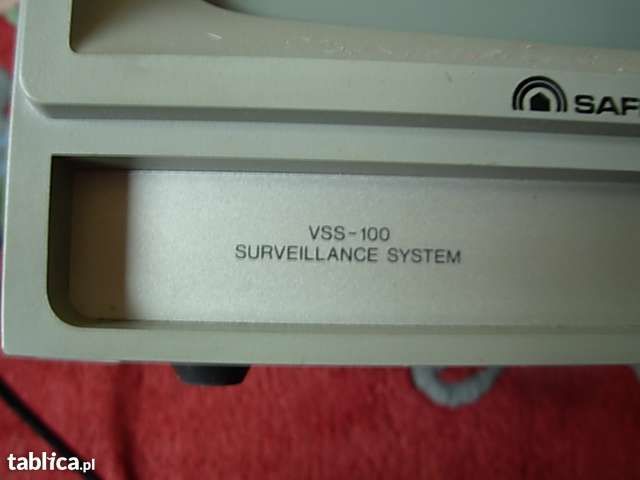 SAF
VSS-100
SURVEILLANCE SYSTEM
tablica.pl